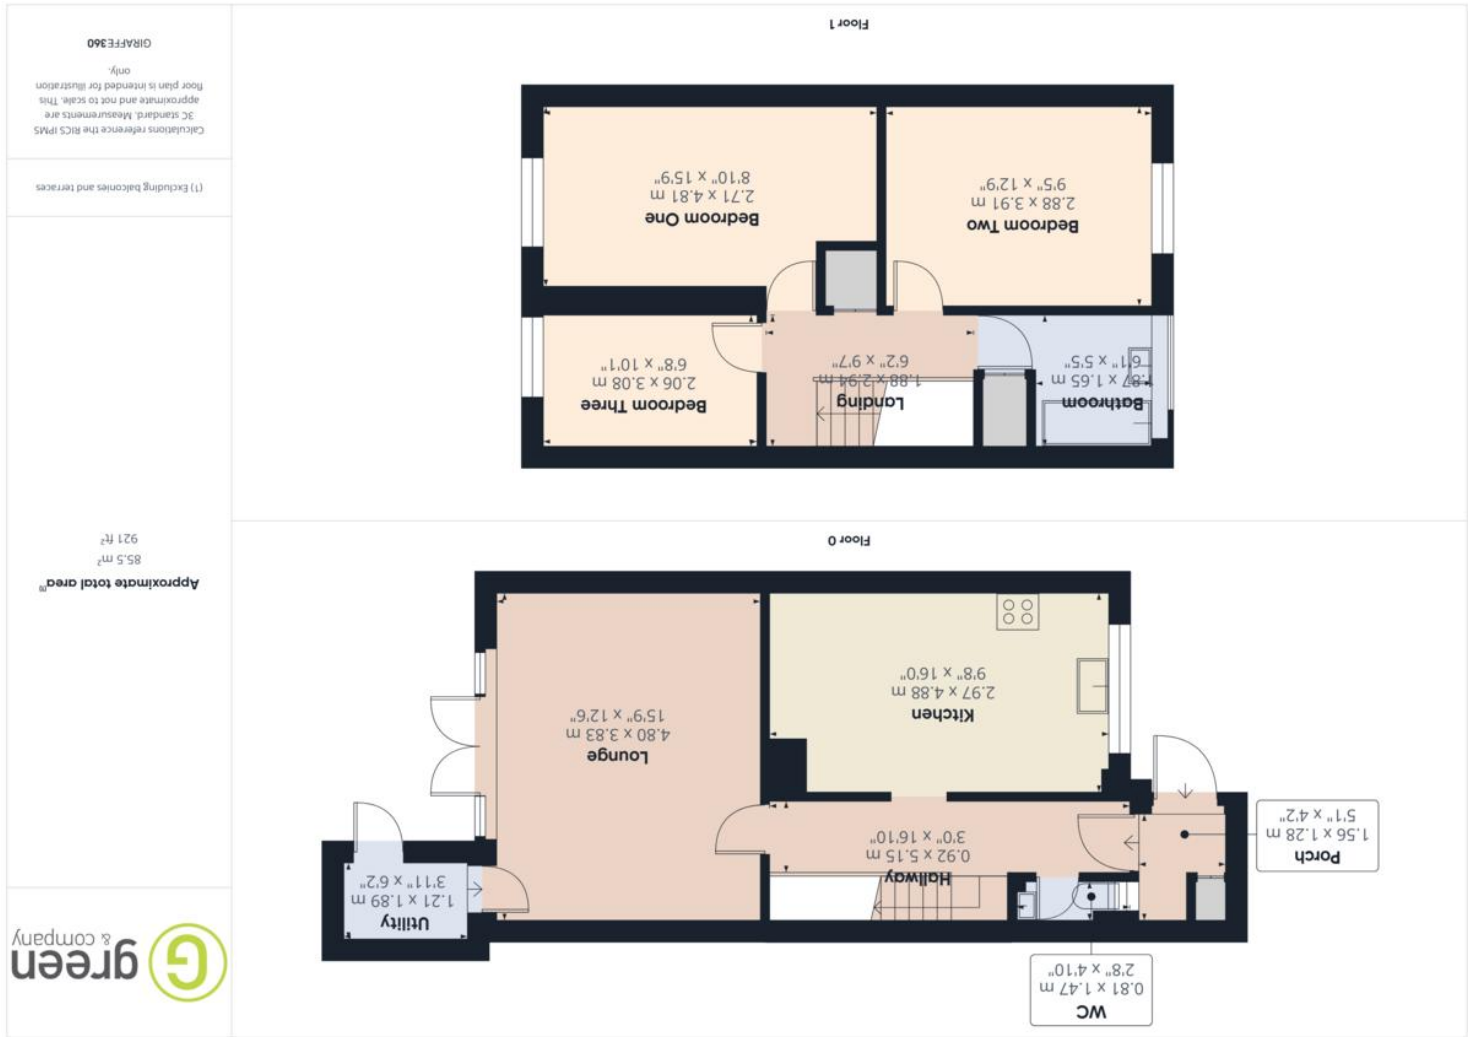 WC
0.81 x 1.47 m
2'8" x 4'10"
Porch
1.56 x 1.28 m
5'1" x 4'2"
Hallway
0.92 x 5.15 m
3'0" x 16'10"
Utility
1.21 x 1.89 m
3'11" x 6'2"
Kitchen
2.97 x 4.88 m
9'8" x 16'0"
Lounge
4.80 x 3.83 m
15'9" x 12'6"
Floor 0
Bathroom
1.87 x 1.65 m
6'1" x 5'5"
Landing
1.88 x 2.94 m
6'2" x 9'7"
Bedroom Three
2.06 x 3.08 m
6'8" x 10'1"
Bedroom Two
2.88 x 3.91 m
9'5" x 12'9"
Bedroom One
2.71 x 4.81 m
8'10" x 15'9"
Floor 1
G green
& company
Approximate total area(1)
85.5 m²
921 ft²
(1) Excluding balconies and terraces
Calculations reference the RICS IPMS
3C standard. Measurements are
approximate and not to scale. This
floor plan is intended for illustration
only.
GIRAFFE360